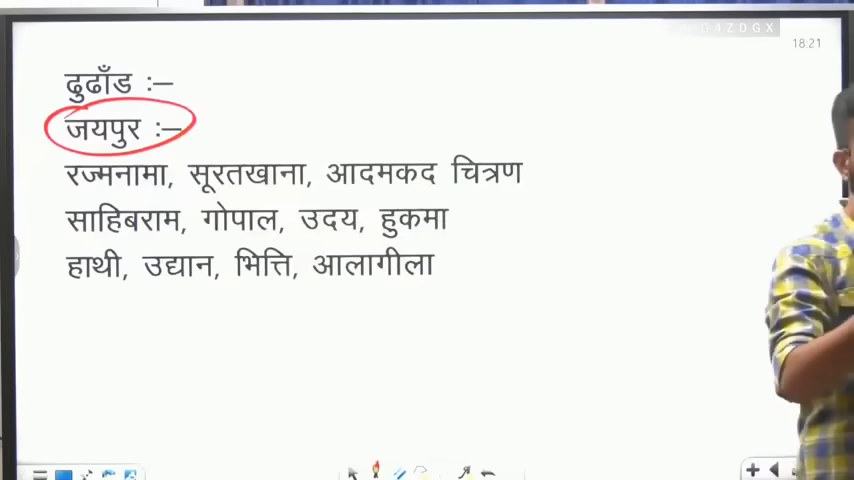 18:21
ढुढाँड :–
जयपुर :–
रज्मनामा, सूरतखाना, आदमकद चित्रण
साहिबराम, गोपाल, उदय, हुकमा
हाथी, उद्यान, भित्ति, आलागीला